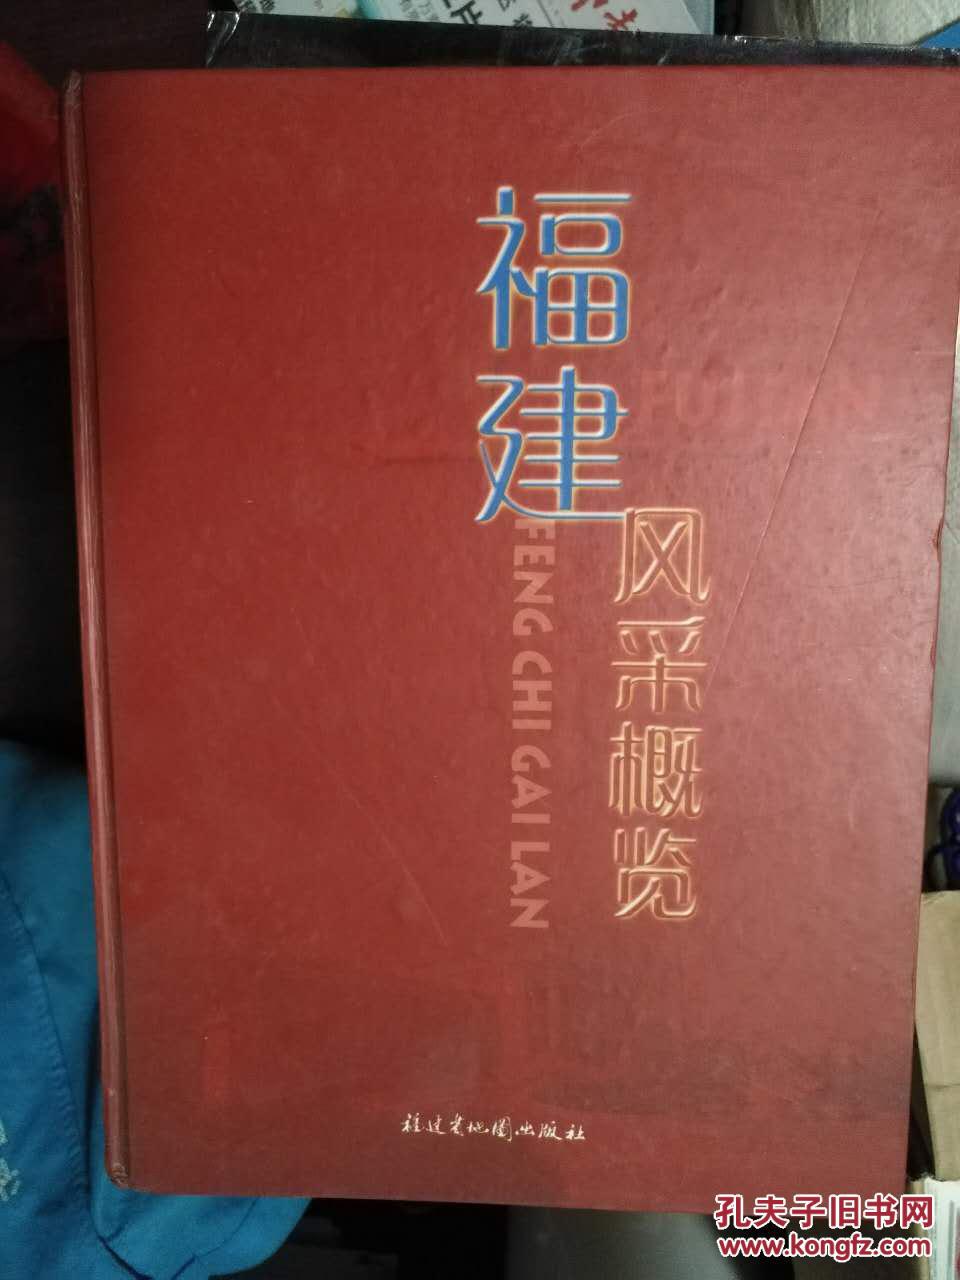 福建
FUJIAN
风采概览
FENG CHI GAI LAN
福建省地图出版社
孔夫子旧书网
www.kongfz.com